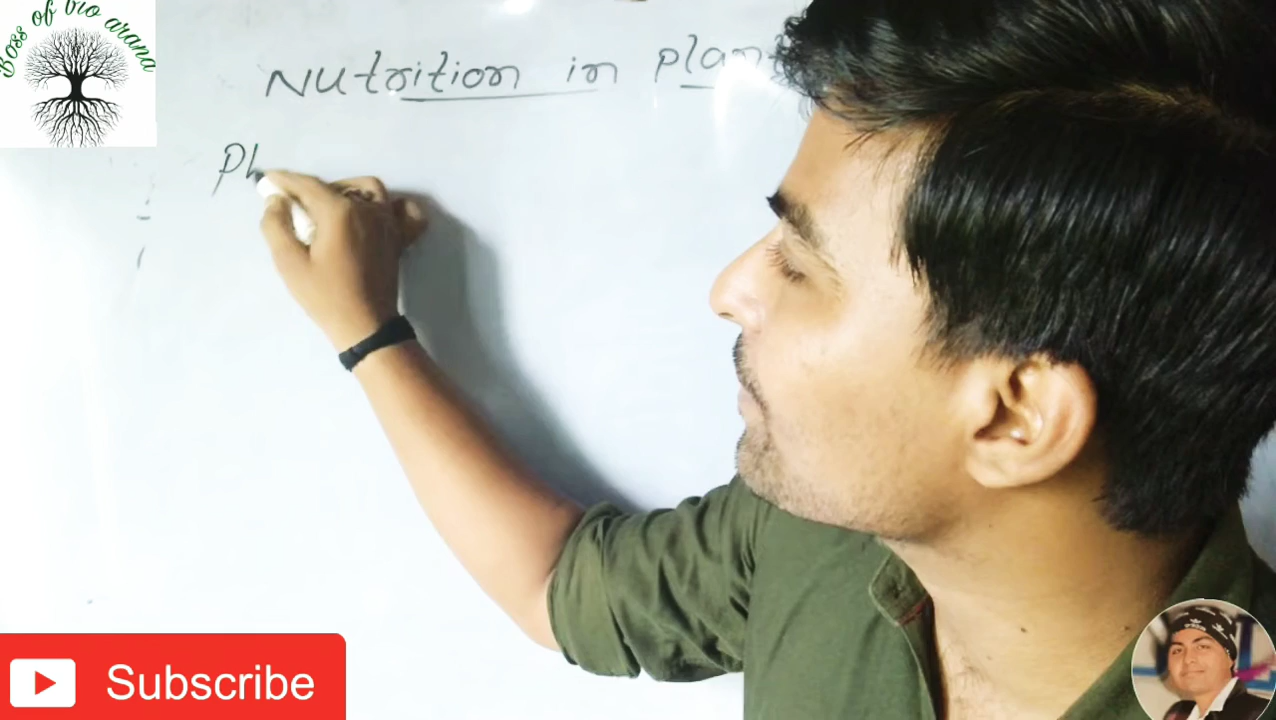 Boss of bio arana
Nutrition in plant
Ph
Subscribe